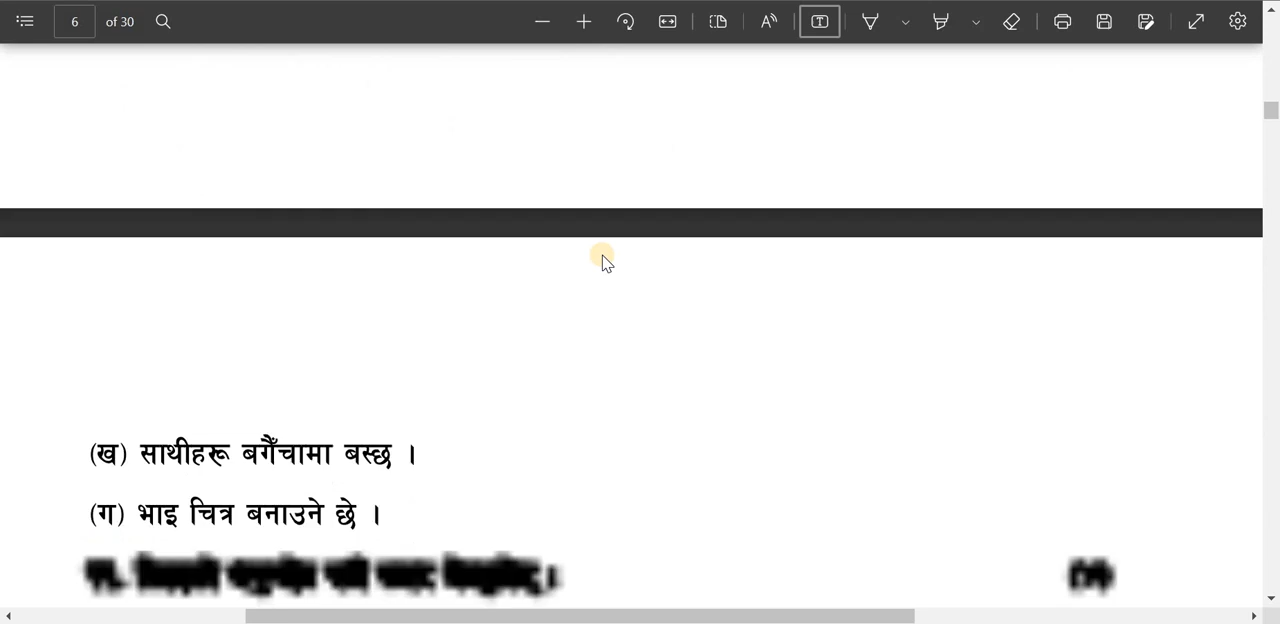 6 of 30
(ख) साथीहरू बगैँचामा बस्छ ।
(ग) भाइ चित्र बनाउने छे ।